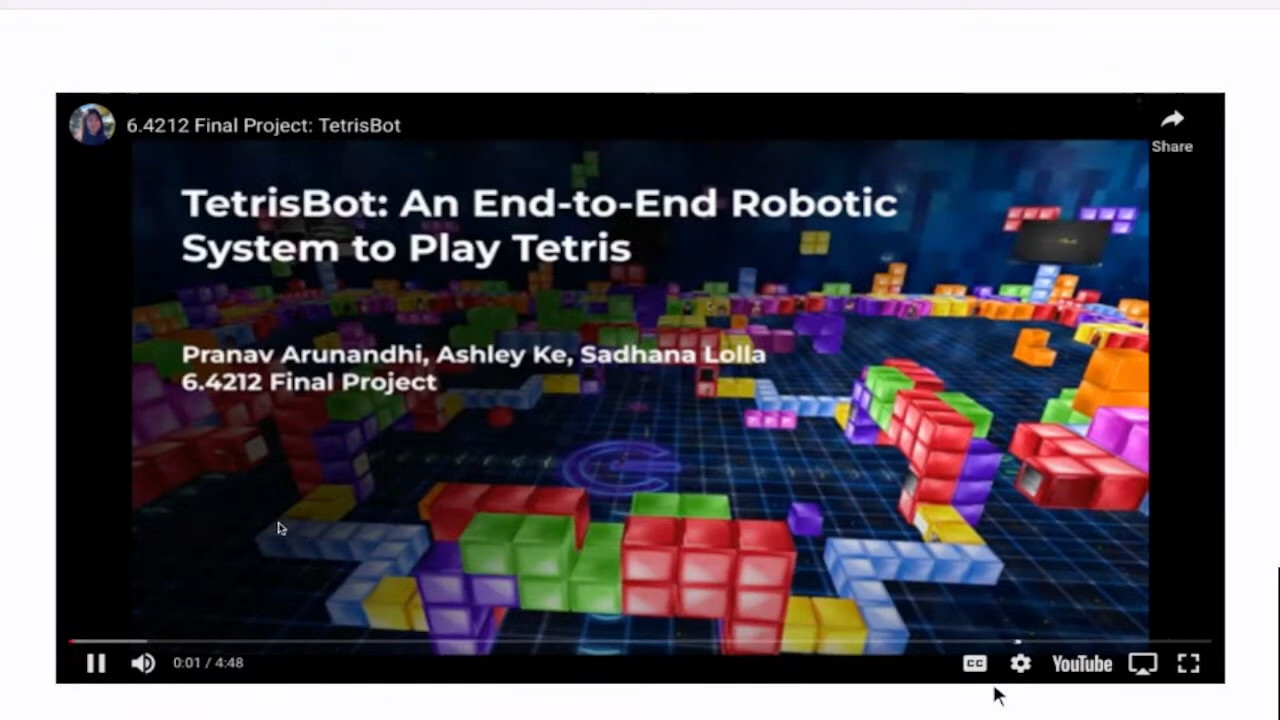 6.4212 Final Project: TetrisBot
Share
TetrisBot: An End-to-End Robotic
System to Play Tetris
Pranav Arunandhi, Ashley Ke, Sadhana Lolla
6.4212 Final Project
0:01 / 4:48
CC
YouTube